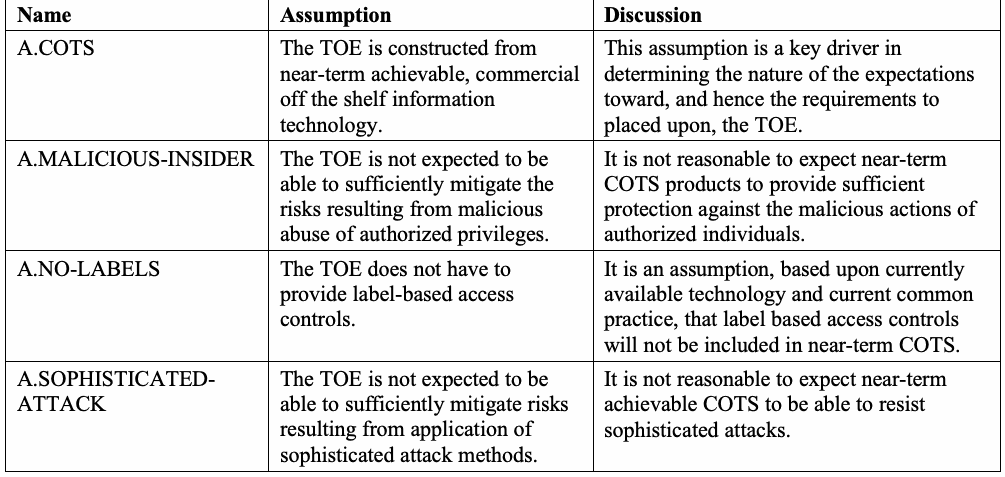 Name
Assumption
Discussion
A.COTS
The TOE is constructed from
near-term achievable, commercial
off the shelf information
technology.
This assumption is a key driver in
determining the nature of the expectations
toward, and hence the requirements to
placed upon, the TOE.
A.MALICIOUS-INSIDER
The TOE is not expected to be
able to sufficiently mitigate the
risks resulting from malicious
abuse of authorized privileges.
It is not reasonable to expect near-term
COTS products to provide sufficient
protection against the malicious actions of
authorized individuals.
A.NO-LABELS
The TOE does not have to
provide label-based access
controls.
It is an assumption, based upon currently
available technology and current common
practice, that label based access controls
will not be included in near-term COTS.
A.SOPHISTICATED-
ATTACK
The TOE is not expected to be
able to sufficiently mitigate risks
resulting from application of
sophisticated attack methods.
It is not reasonable to expect near-term
achievable COTS to be able to resist
sophisticated attacks.